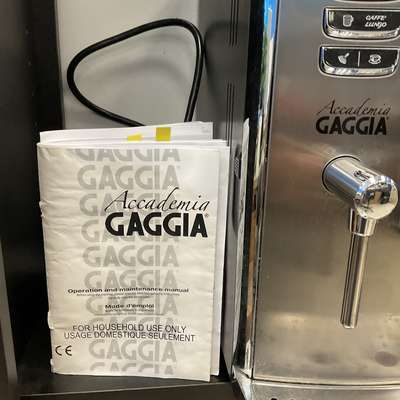 GAGGIA
GAGGIA
Accademia
GAGGIA®
GAGGIA
GAGGIA
Operation and maintenance manual
Mode d'emploi
GAGGIA
FOR HOUSEHOLD USE ONLY
USAGE DOMESTIQUE SEULEMENT
CE
GAGGIA
CAFFE'
LUNGO
Accademia
GAGGIA